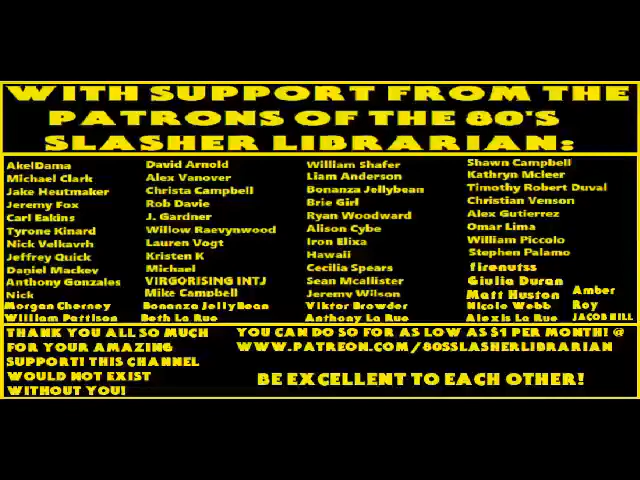 WITH SUPPORT FROM THE
PATRONS OF THE 80'S
SLASHER LIBRARIAN:
AkelDama
Michael Clark
Jake Heutmaker
Jeremy Fox
Carl Eakins
Tyrone Kinard
Nick Velkavrh
Jeffrey Quick
Daniel Mackey
Anthony Gonzales
Nick
Morgan Cherney
William Pattison
David Arnold
Alex Vanover
Christa Campbell
Rob Davie
J. Gardner
Willow Raevynwood
Lauren Vogt
Kristen K
Michael
VIRGORISING INTJ
Mike Campbell
Bonanza JellyBean
Beth La Rue
William Shafer
Liam Anderson
Bonanza Jellybean
Brie Girl
Ryan Woodward
Alison Cybe
Iron Elixa
Hawaii
Cecilia Spears
Sean Mcallister
Jeremy Wilson
Viktor Browder
Anthony La Rue
Shawn Campbell
Kathryn Mcleer
Timothy Robert Duval
Christian Venson
Alex Gutierrez
Omar Lima
William Piccolo
Stephen Palamo
firenutss
Giulia Duran
Matt Huston
Nicole Webb
Alexis La Rue
Amber
Roy
JACOB HILL
THANK YOU ALL SO MUCH
FOR YOUR AMAZING
SUPPORT! THIS CHANNEL
WOULD NOT EXIST
WITHOUT YOU!
YOU CAN DO SO FOR AS LOW AS $1 PER MONTH! @
WWW.PATREON.COM/80SSLASHERLIBRARIAN
BE EXCELLENT TO EACH OTHER!